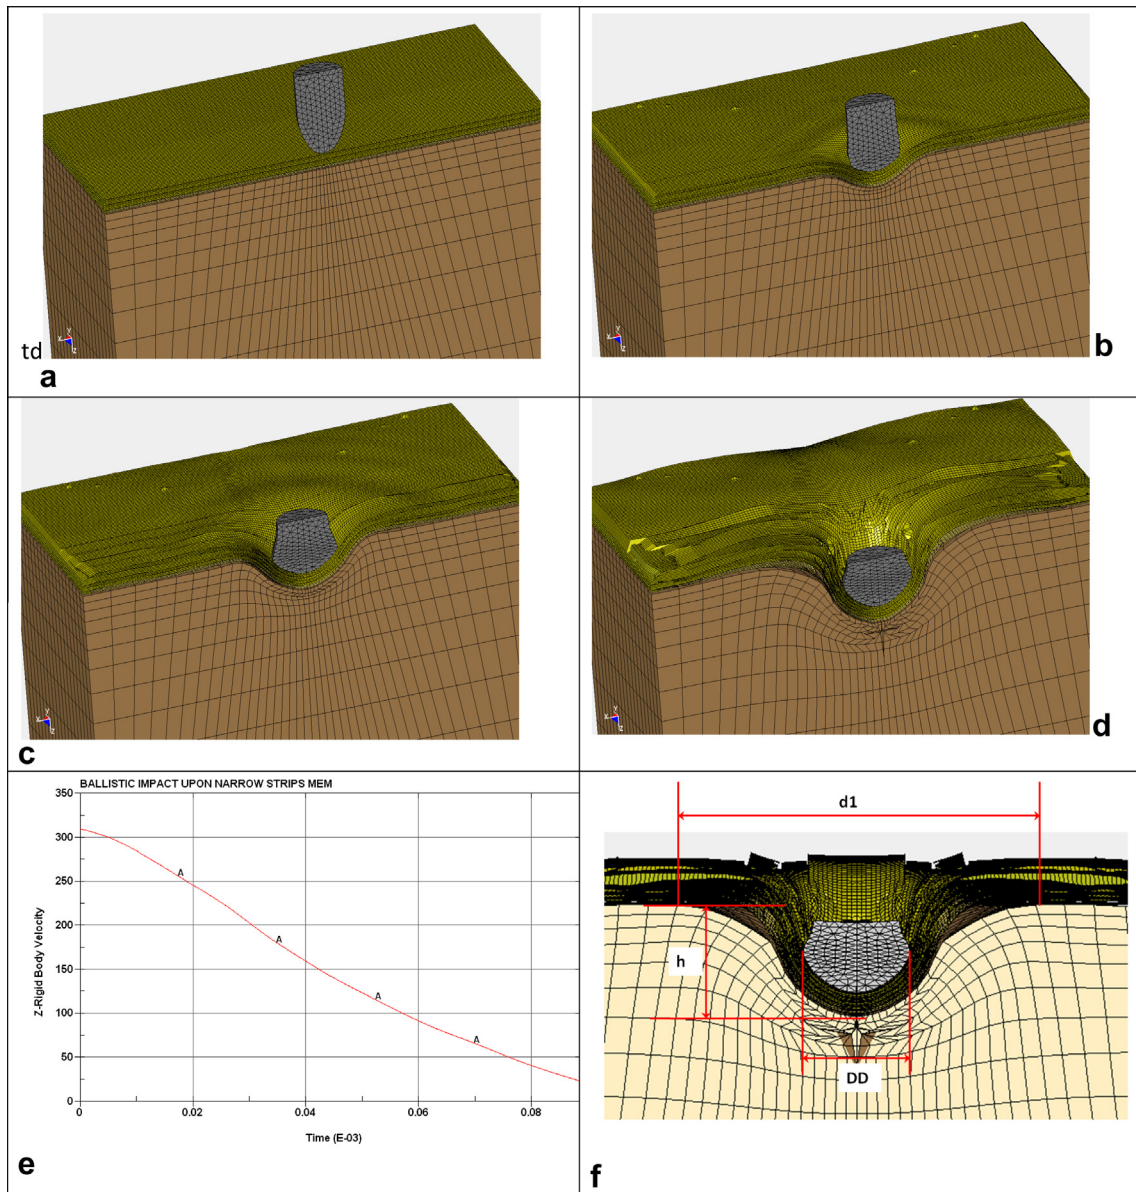 td
a
b
c
d
BALLISTIC IMPACT UPON NARROW STRIPS MEM
350
300
250
200
150
100
50
0
Z-Rigid Body Velocity
A
A
A
A
0
0.02
0.04
0.06
0.08
Time (E-03)
e
d1
h
DD
f